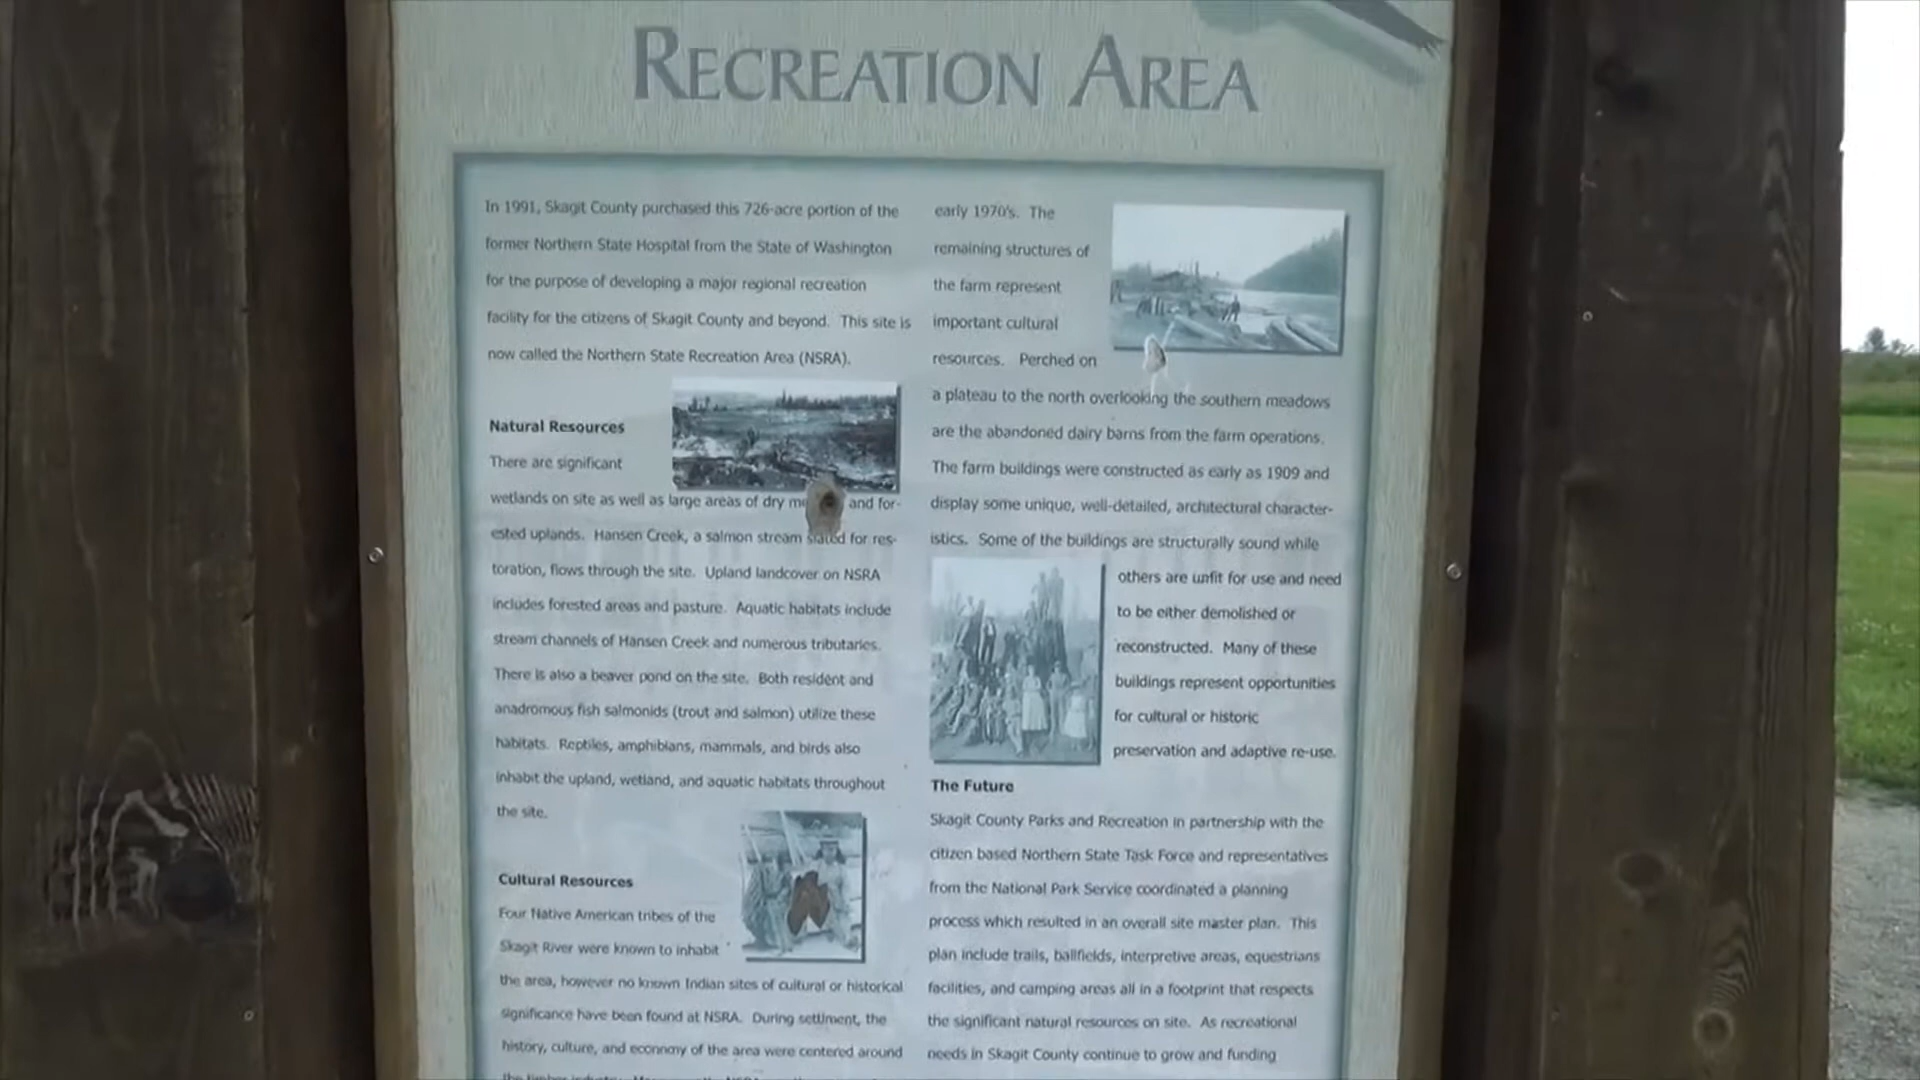 RECREATION AREA
In 1991, Skagit County purchased this 726-acre portion of the
former Northern State Hospital from the State of Washington
for the purpose of developing a major regional recreation
facility for the citizens of Skagit County and beyond. This site is
now called the Northern State Recreation Area (NSRA).
Natural Resources
There are significant
wetlands on site as well as large areas of dry and for-
ested uplands. Hansen Creek, a salmon stream slated for res-
toration, flows through the site. Upland landcover on NSRA
includes forested areas and pasture. Aquatic habitats include
stream channels of Hansen Creek and numerous tributaries.
There is also a beaver pond on the site. Both resident and
anadromous fish salmonids (trout and salmon) utilize these
habitats. Reptiles, amphibians, mammals, and birds also
inhabit the upland, wetland, and aquatic habitats throughout
the site.
Cultural Resources
Four Native American tribes of the
Skagit River were known to inhabit
the area, however no known Indian sites of cultural or historical
significance have been found at NSRA. During settlment, the
history, culture, and econnmy of the area were centered around
early 1970's. The
remaining structures of
the farm represent
important cultural
resources. Perched on
a plateau to the north overlooking the southern meadows
are the abandoned dairy barns from the farm operations.
The farm buildings were constructed as early as 1909 and
display some unique, well-detailed, architectural character-
istics. Some of the buildings are structurally sound while
others are unfit for use and need
to be either demolished or
reconstructed. Many of these
buildings represent opportunities
for cultural or historic
preservation and adaptive re-use.
The Future
Skagit County Parks and Recreation in partnership with the
citizen based Northern State Task Force and representatives
from the National Park Service coordinated a planning
process which resulted in an overall site master plan. This
plan include trails, ballfields, interpretive areas, equestrians
facilities, and camping areas all in a footprint that respects
the significant natural resources on site. As recreational
needs in Skagit County continue to grow and funding